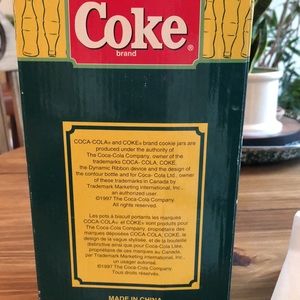 Coke
brand
®
COCA-COLA® and COKE® brand cookie jars are
produced under the authority of
The Coca-Cola Company, owner of the
trademarks COCA- COLA, COKE,
the Dynamic Ribbon device and the design of
the contour bottle and for Coca- Cola Ltd., owner
of these trademarks in Canada by
Trademark Marketing International, Inc.,
an authorized user.
©1997 The Coca-Cola Company.
All rights reserved.
Les pots à biscuit portants les marques
COCA-COLA® et COKE® sont produits pour
The Coca-Cola Company, propriétaire des
marques déposées COCA-COLA, COKE, la
design de la vague stylisée, et de la bouteille
distinctive ainsi que pour Coca-Cola Ltée,
propriétaire des marques au Canada,
par Trademark Marketing International, Inc.
un usager autorisé.
©1997 The Coca-Cola Company
Tous droits réservés.
MADE IN CHINA